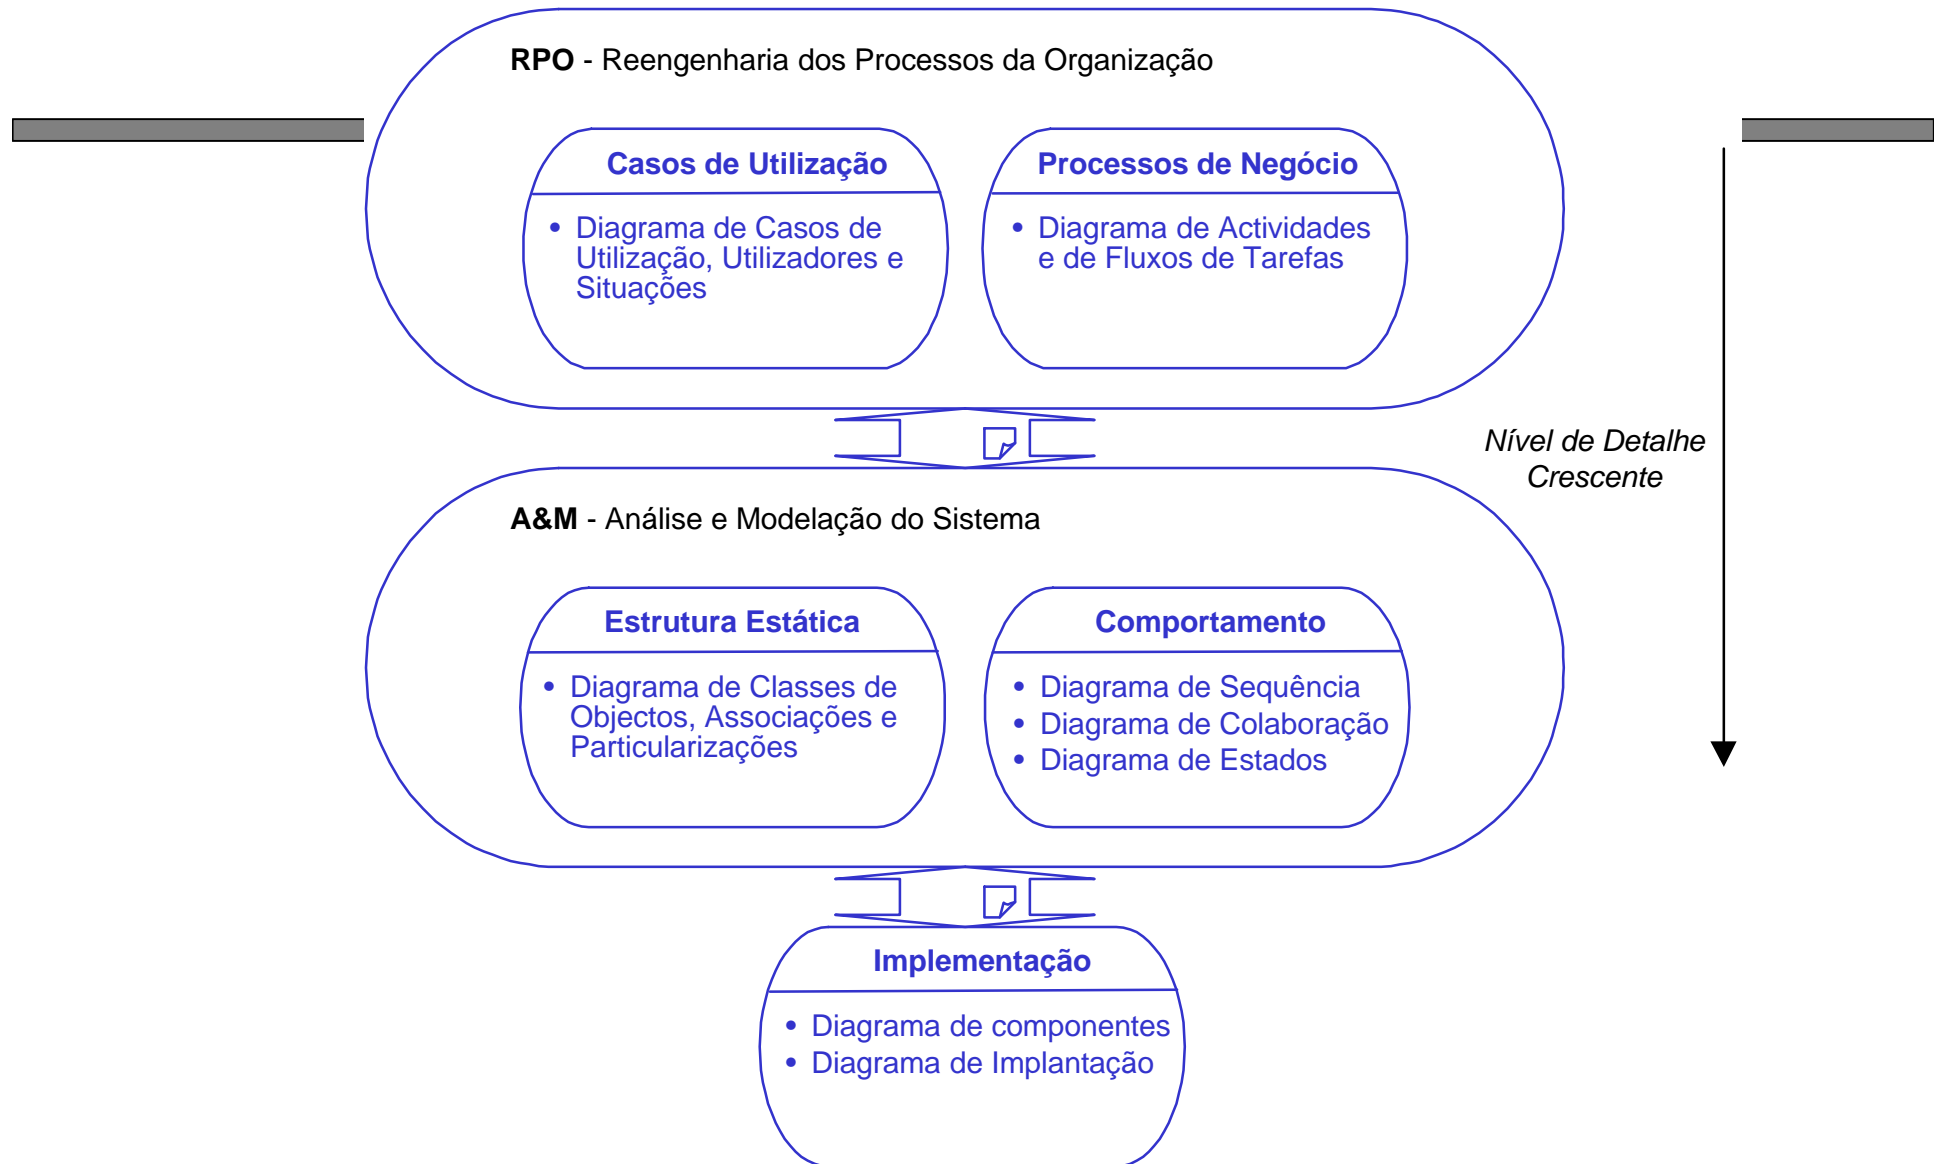 RPO - Reengenharia dos Processos da Organização
Casos de Utilização
• Diagrama de Casos de
Utilização, Utilizadores e
Situações
Processos de Negócio
• Diagrama de Actividades
e de Fluxos de Tarefas
Nível de Detalhe
Crescente
A&M - Análise e Modelação do Sistema
Estrutura Estática
• Diagrama de Classes de
Objectos, Associações e
Particularizações
Comportamento
• Diagrama de Sequência
• Diagrama de Colaboração
• Diagrama de Estados
Implementação
• Diagrama de componentes
• Diagrama de Implantação